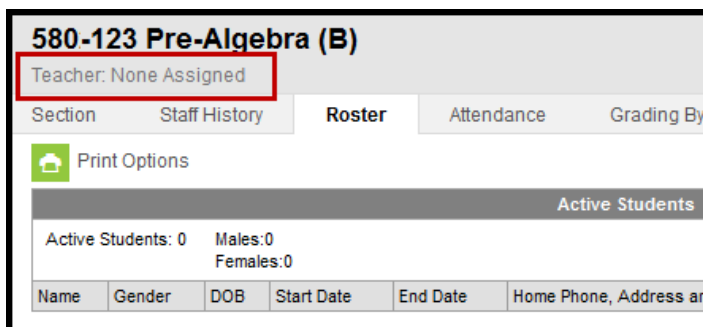 580-123 Pre-Algebra (B)
Teacher: None Assigned
Section Staff History Roster Attendance Grading By
Print Options
Active Students
Active Students: 0 Males:0
Females:0
Name Gender DOB Start Date End Date Home Phone, Address